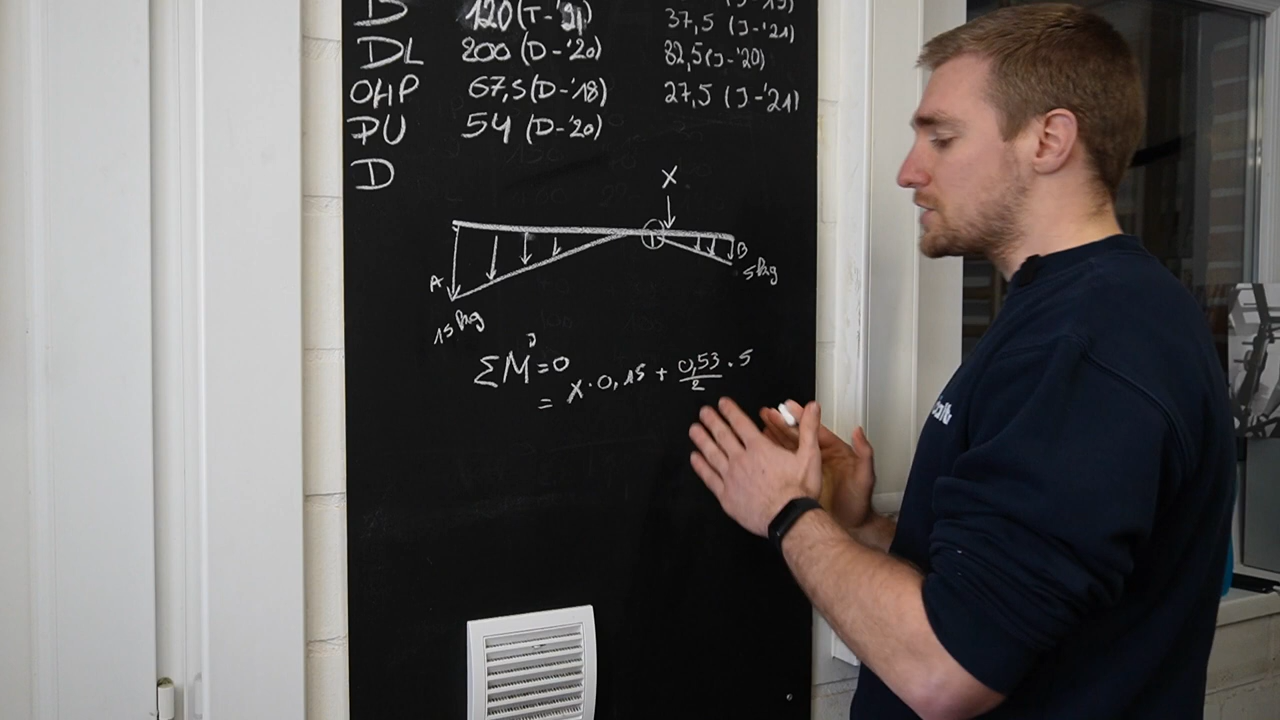 120 (T-'21)
37,5 (J-'21)
DL 200 (D-'20) 82,5 (J-'20)
OHP 67,5 (D-'18) 27,5 (J-'21)
PU 54 (D-'20)
D
X
A
B
15 kg
5 kg
ΣM = 0
= X · 0,15 + 0,53/2 · 5